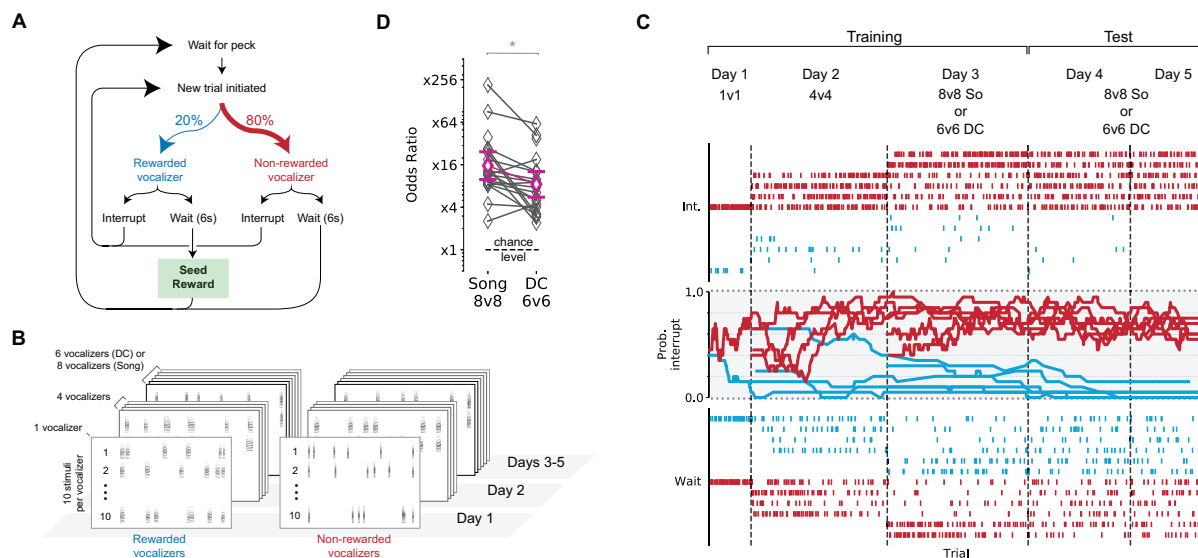 A
Wait for peck
New trial initiated
20%
80%
Rewarded
vocalizer
Non-rewarded
vocalizer
Interrupt
Wait (6s)
Interrupt
Wait (6s)
Seed
Reward
B
6 vocalizers (DC) or
8 vocalizers (Song)
4 vocalizers
1 vocalizer
10 stimuli
per vocalizer
1
2
10
1
2
10
Days 3-5
Day 2
Day 1
Rewarded
vocalizers
Non-rewarded
vocalizers
D
*
x256
x64
x16
x4
x1
Odds Ratio
chance
level
Song
8v8
DC
6v6
C
Training
Test
Day 1
1v1
Day 2
4v4
Day 3
8v8 So
or
6v6 DC
Day 4
Day 5
8v8 So
or
6v6 DC
Int.
1.0
Prob.
interrupt
0.0
Wait
Trial